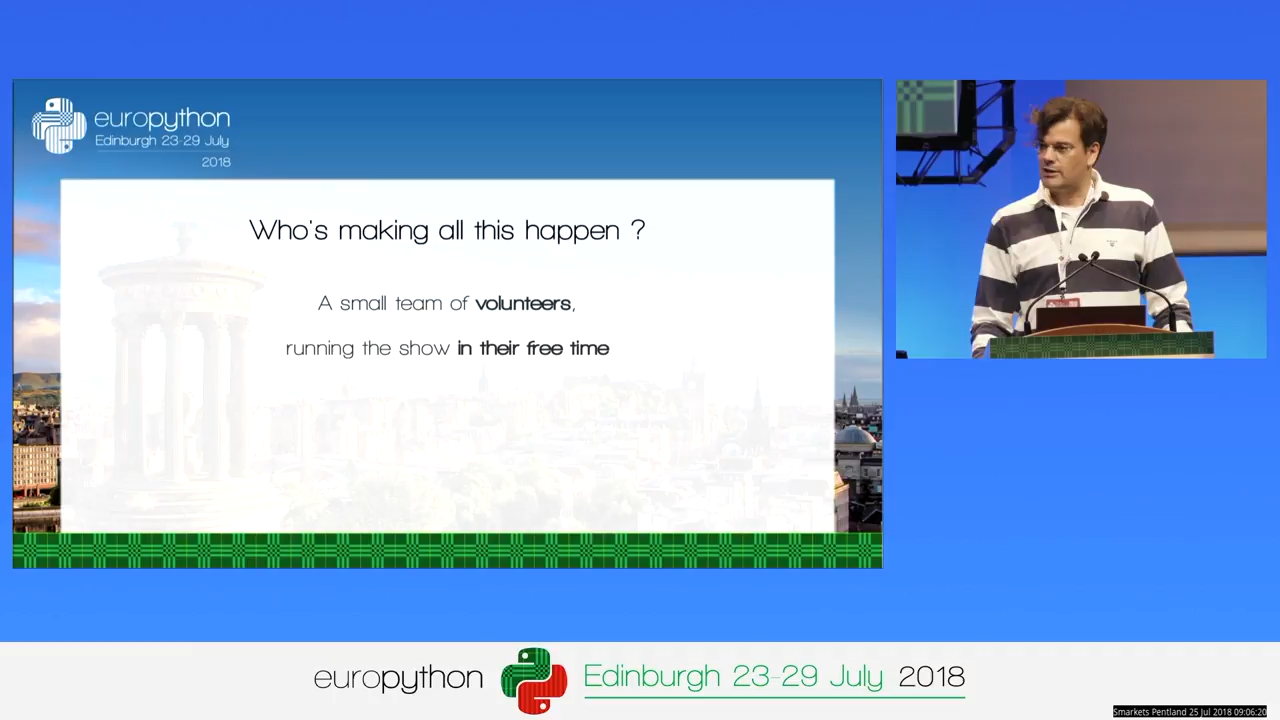 europython
Edinburgh 23-29 July
2018
Who's making all this happen ?
A small team of volunteers,
running the show in their free time
europython Edinburgh 23-29 July 2018
Smarkets Pentland 25 Jul 2018 09:06:20